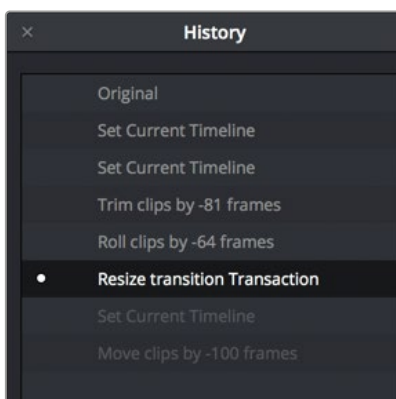 History
Original
Set Current Timeline
Set Current Timeline
Trim clips by -81 frames
Roll clips by -64 frames
Resize transition Transaction
Set Current Timeline
Move clips by -100 frames